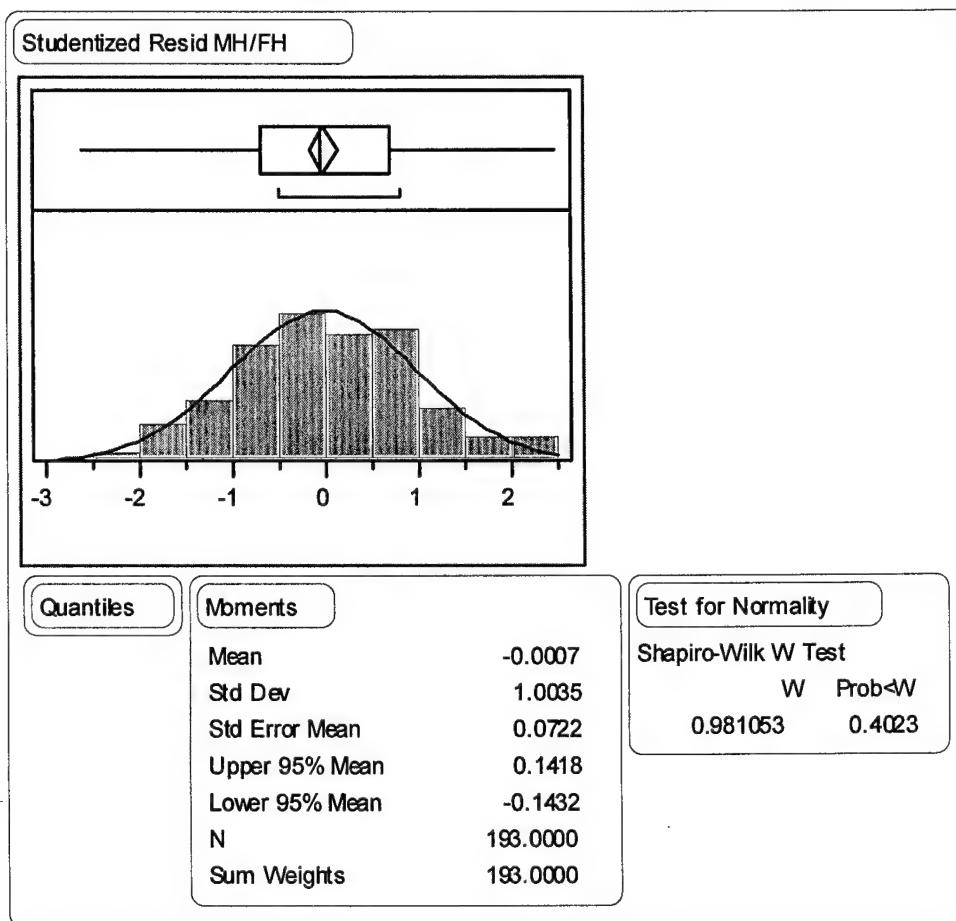 Studentized Resid MH/FH
-3 -2 -1 0 1 2
Quantiles
Moments
Mean -0.0007
Std Dev 1.0035
Std Error Mean 0.0722
Upper 95% Mean 0.1418
Lower 95% Mean -0.1432
N 193.0000
Sum Weights 193.0000
Test for Normality
Shapiro-Wilk W Test
W Prob<W
0.981053 0.4023